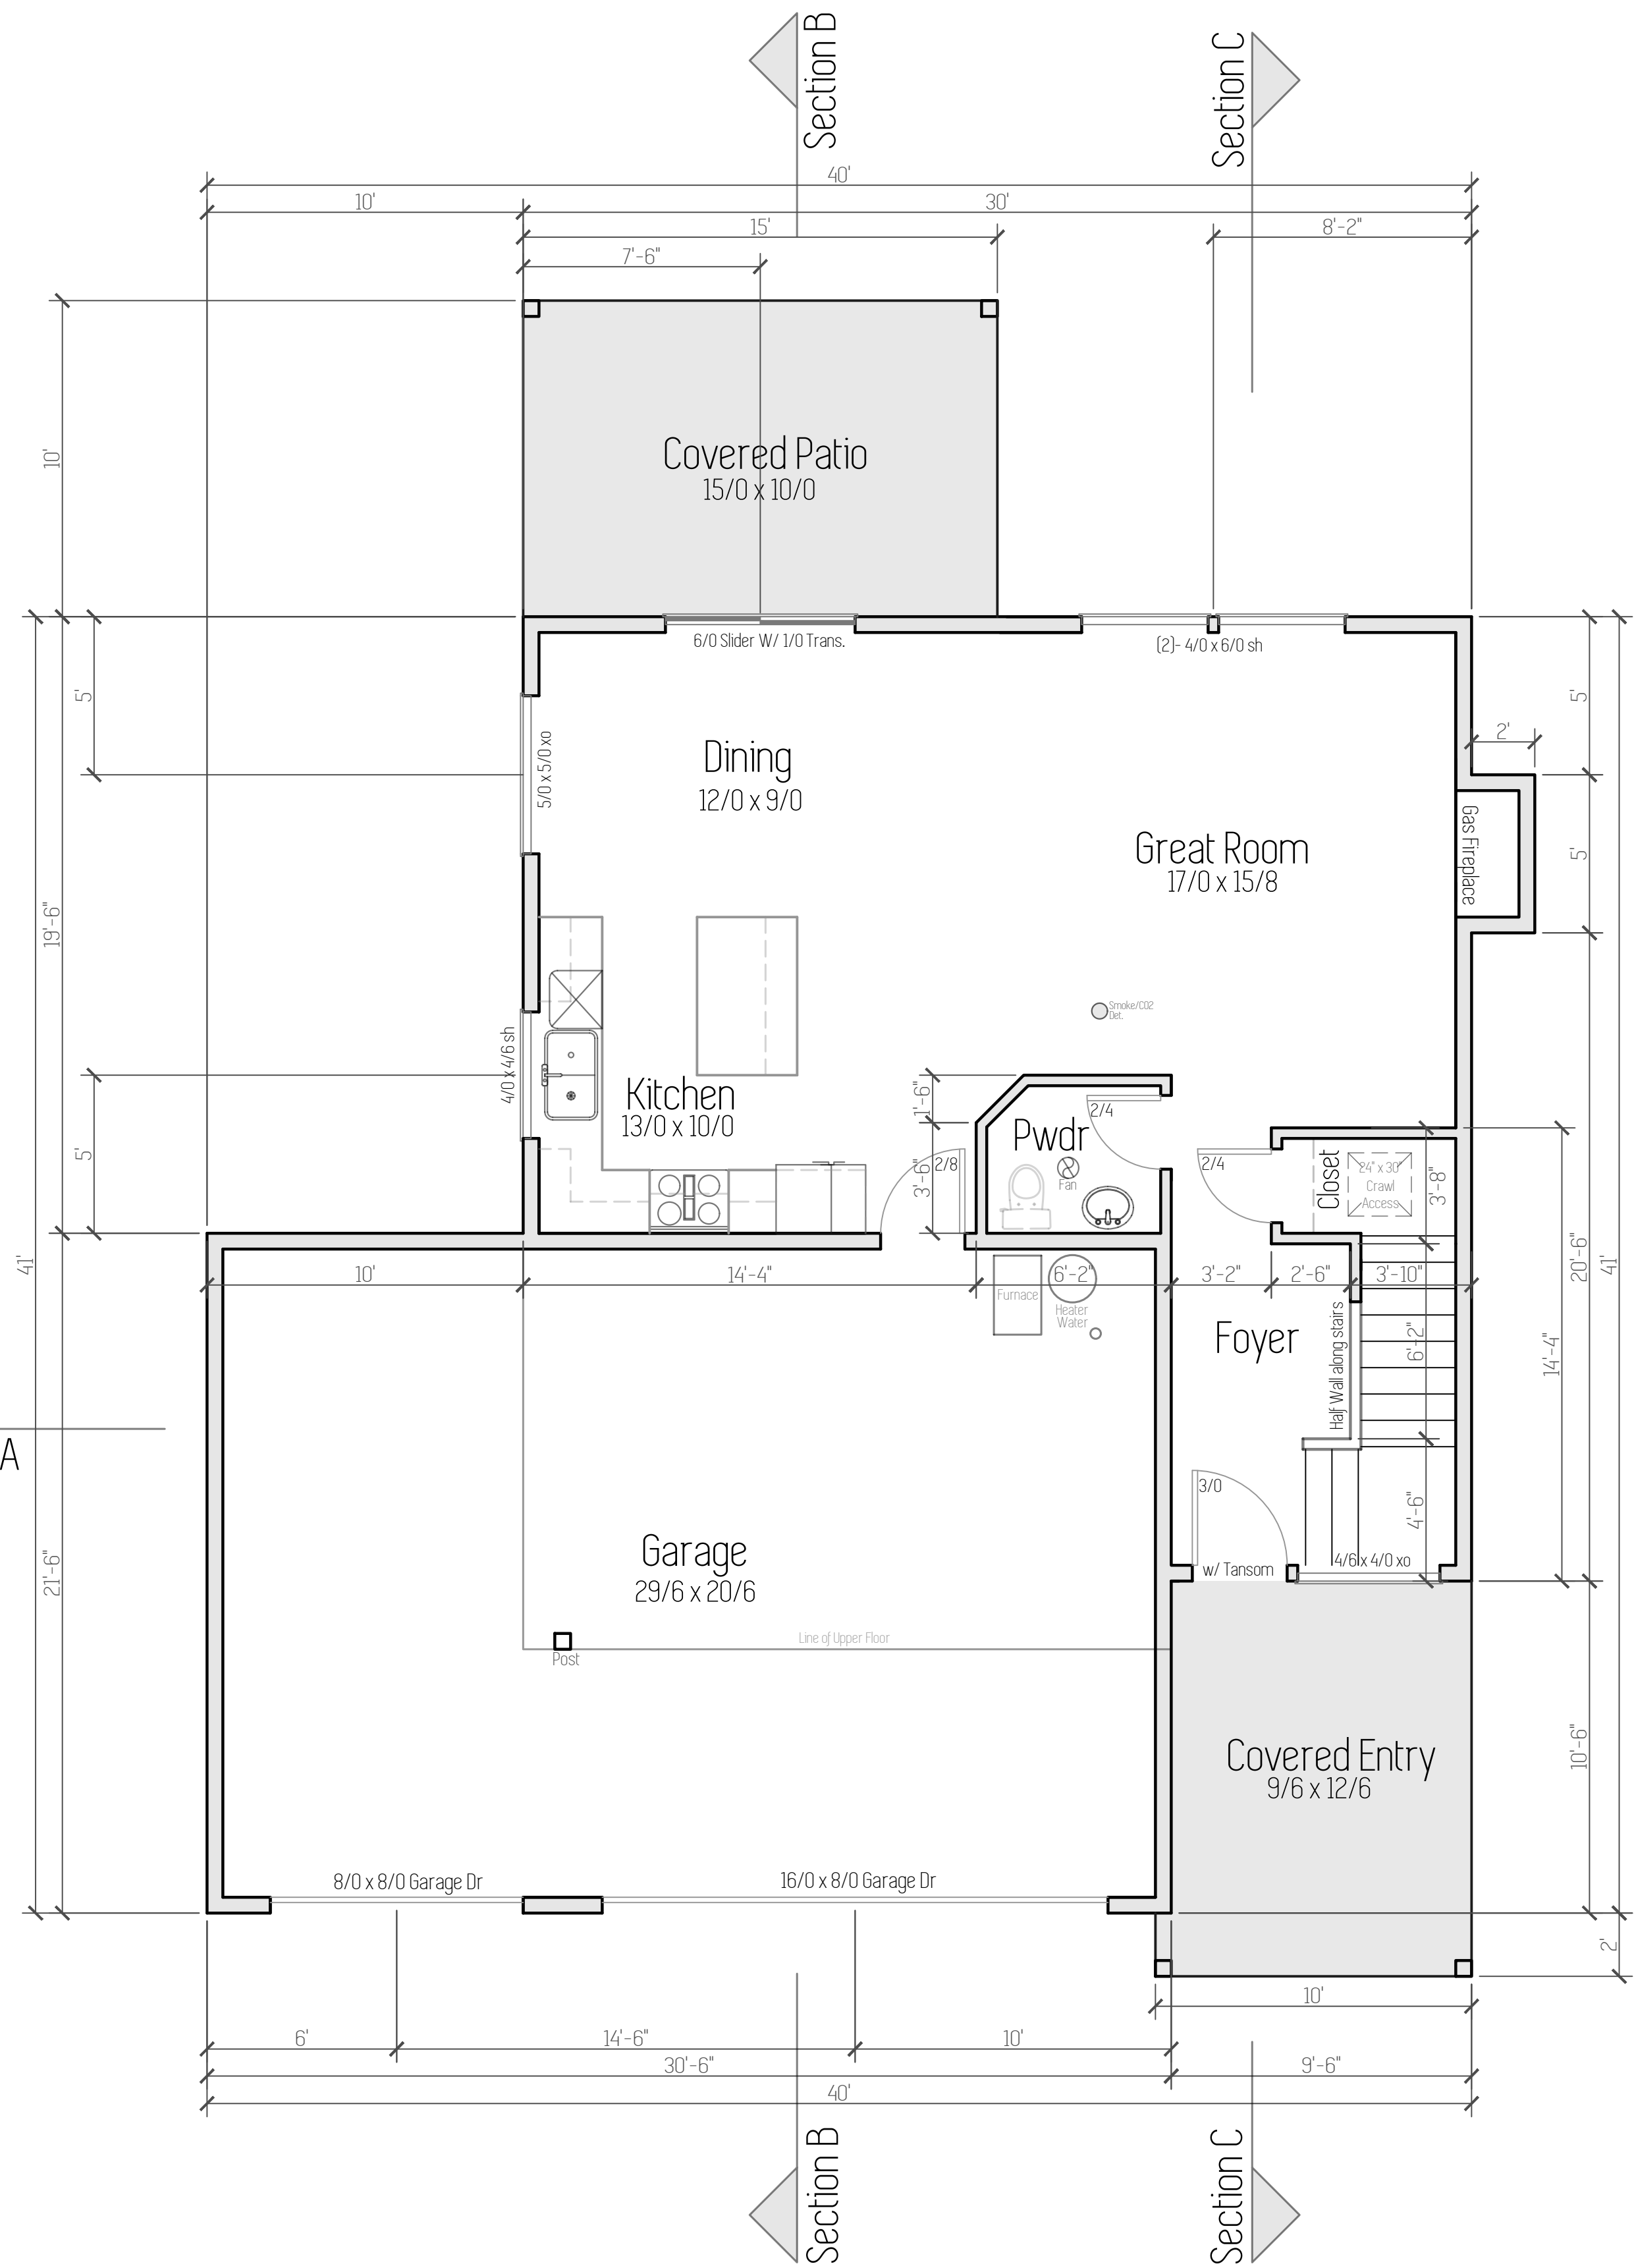 Section B
Section C
40'
10'
30'
15'
8'-2"
7'-6"
10'
Covered Patio
15/0 x 10/0
6/0 Slider W/ 1/0 Trans.
(2)- 4/0 x 6/0 sh
5'
5'
2'
5/0 x 5/0 xo
Dining
12/0 x 9/0
Great Room
17/0 x 15/8
Gas Fireplace
5'
19'-6"
Smoke/CO2
Det.
4/0 x 4/6 sh
Kitchen
13/0 x 10/0
1'-6"
2/4
Pwdr
Fan
5'
3'-6"
2/8
2/4
Closet
24" x 30"
Crawl
Access
3'-8"
41'
20'-6"
41'
10'
14'-4"
6'-2"
3'-2"
2'-6"
3'-10"
Furnace
Heater
Water
Foyer
Half Wall along stairs
6'-2"
14'-4"
A
3/0
4'-6"
21'-6"
Garage
29/6 x 20/6
w/ Tansom
4/6 x 4/0 xo
Line of Upper Floor
Post
Covered Entry
9/6 x 12/6
10'-6"
8/0 x 8/0 Garage Dr
16/0 x 8/0 Garage Dr
2'
10'
6'
14'-6"
10'
30'-6"
9'-6"
40'
Section B
Section C